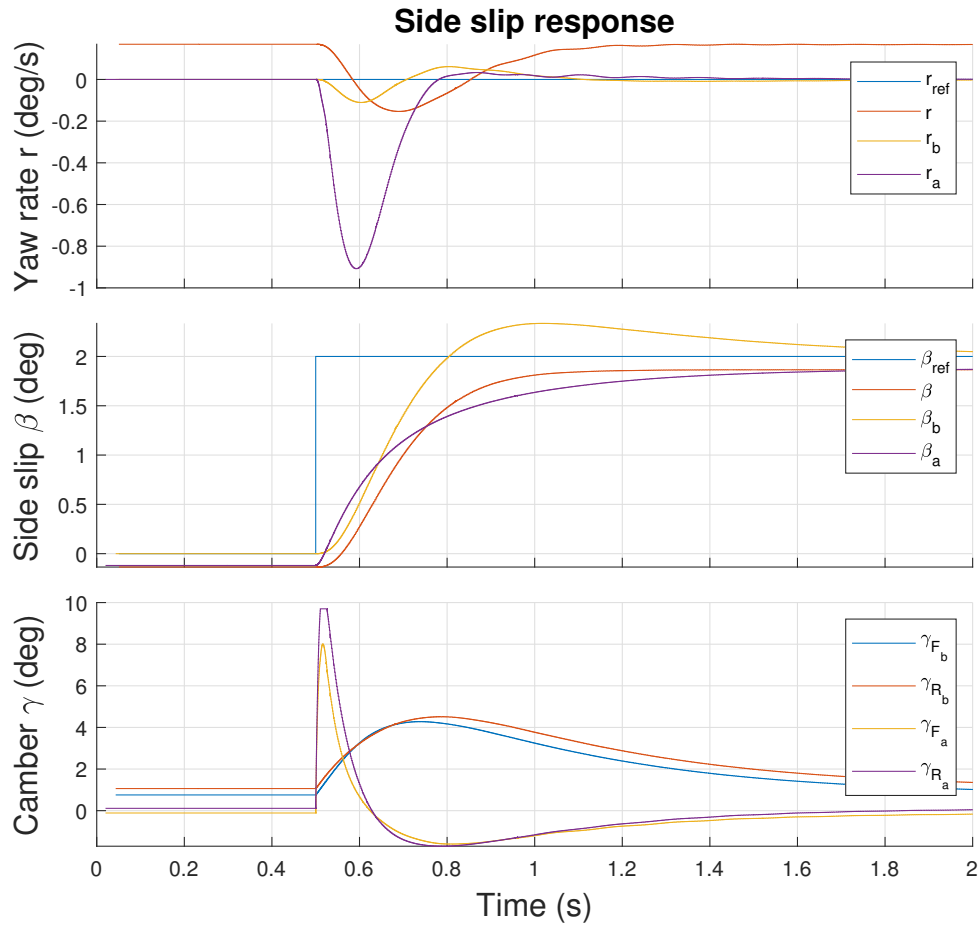 Side slip response
Yaw rate r (deg/s)
0
-0.2
-0.4
-0.6
-0.8
-1
r_ref
r
r_b
r_a
Side slip β (deg)
2
1.5
1
0.5
0
β_ref
β
β_b
β_a
Camber γ (deg)
10
8
6
4
2
0
γ_F_b
γ_R_b
γ_F_a
γ_R_a
0 0.2 0.4 0.6 0.8 1 1.2 1.4 1.6 1.8 2
Time (s)